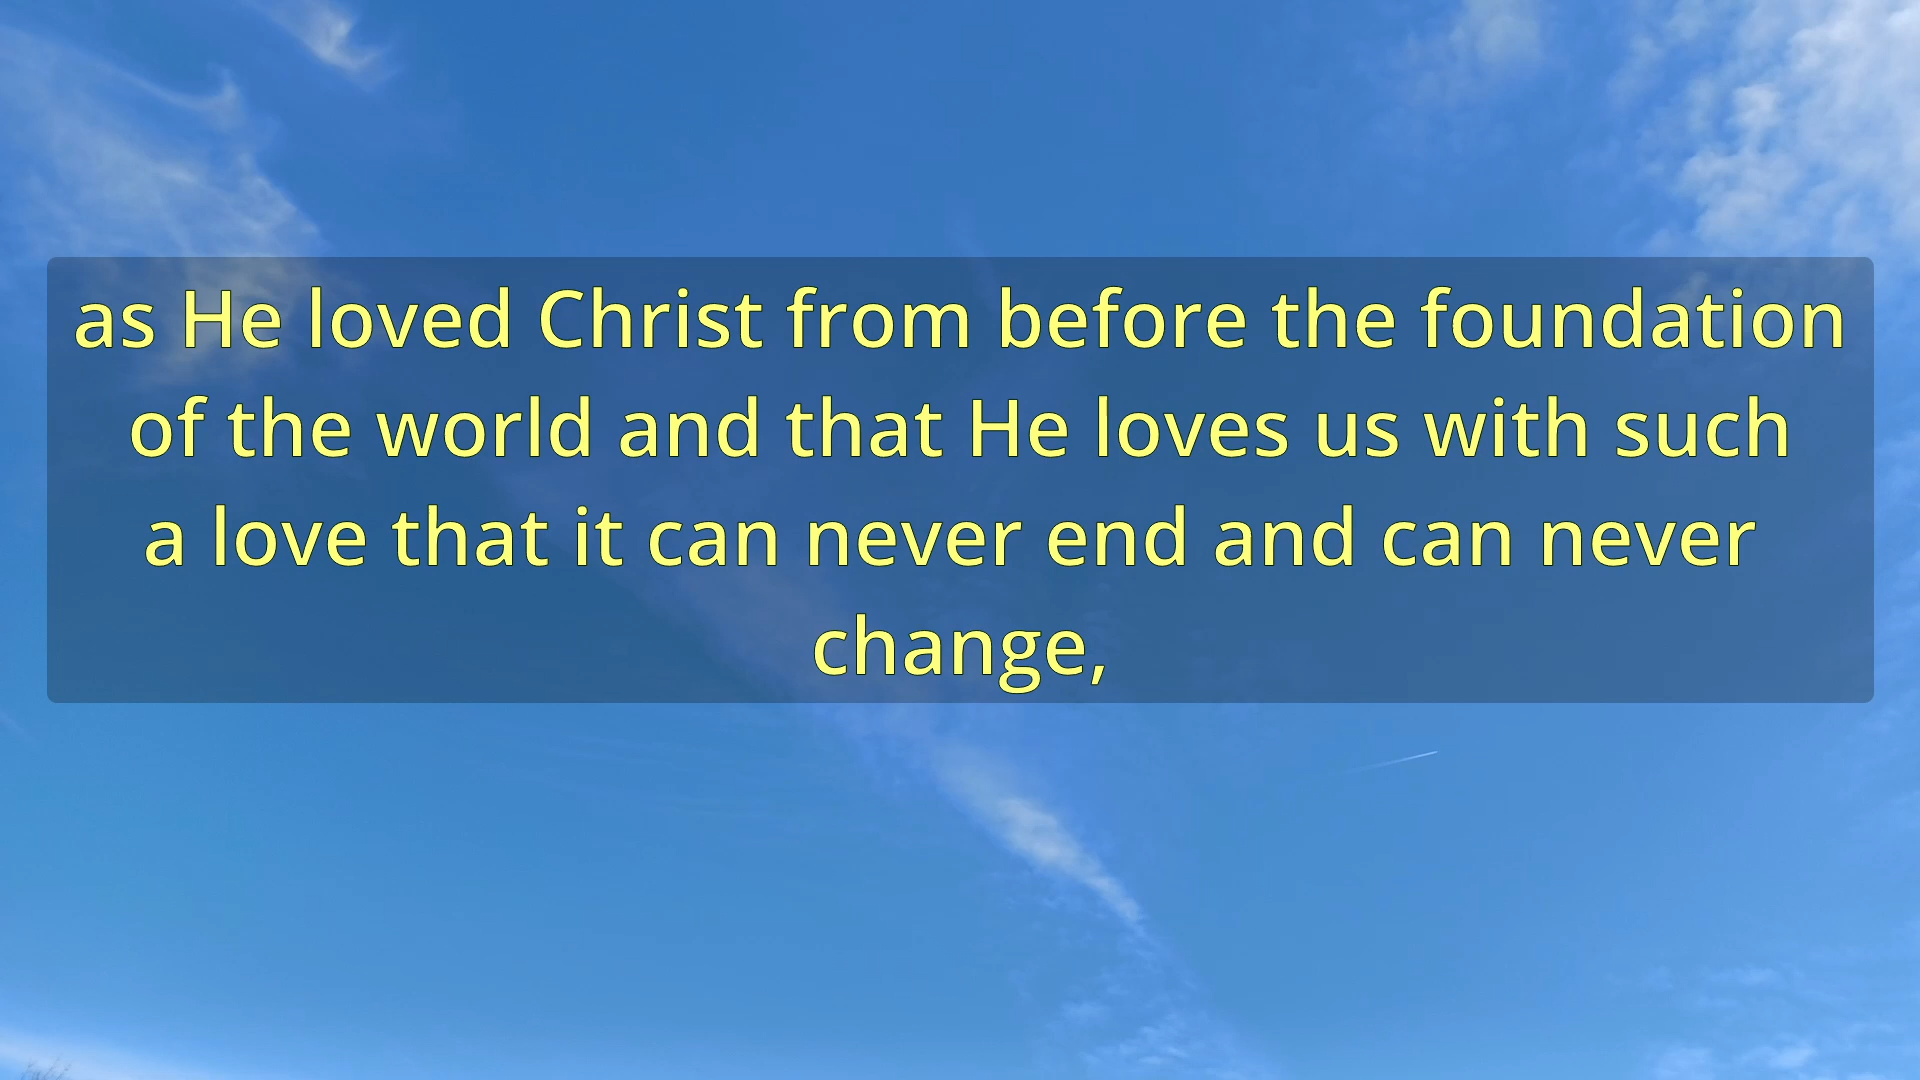 as He loved Christ from before the foundation
of the world and that He loves us with such
a love that it can never end and can never
change,